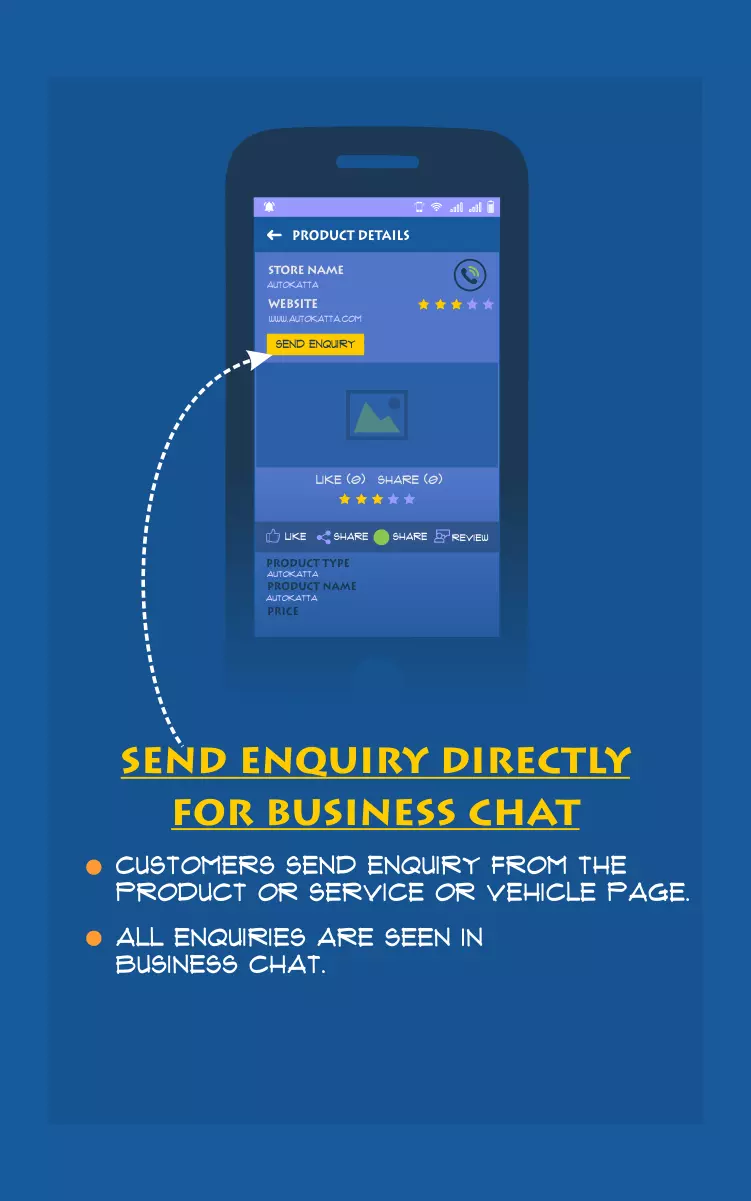 PRODUCT DETAILS
STORE NAME
AUTOKATTA
WEBSITE
WWW.AUTOKATTA.COM
SEND ENQUIRY
LIKE (0) SHARE (0)
LIKE SHARE SHARE REVIEW
PRODUCT TYPE
AUTOKATTA
PRODUCT NAME
AUTOKATTA
PRICE
SEND ENQUIRY DIRECTLY
FOR BUSINESS CHAT
CUSTOMERS SEND ENQUIRY FROM THE
PRODUCT OR SERVICE OR VEHICLE PAGE.
ALL ENQUIRIES ARE SEEN IN
BUSINESS CHAT.